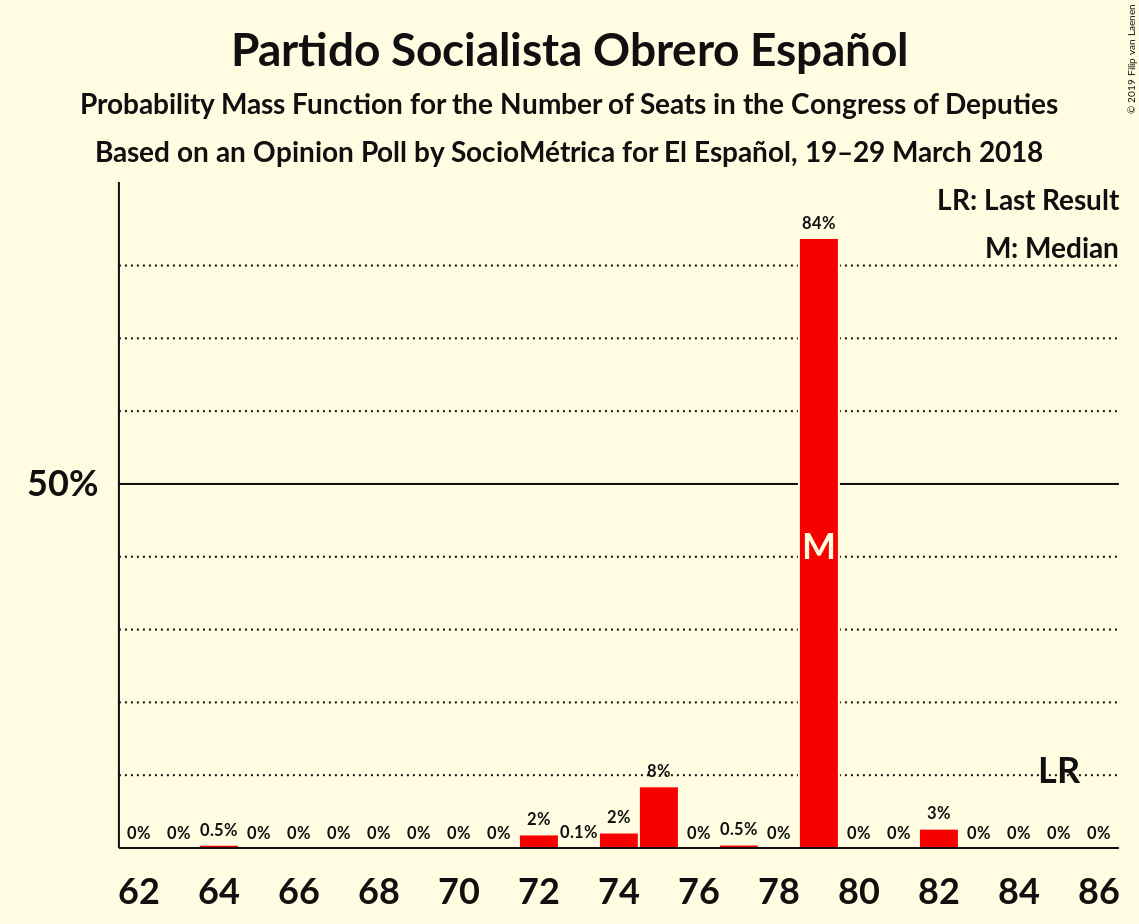 Partido Socialista Obrero Español
Probability Mass Function for the Number of Seats in the Congress of Deputies
Based on an Opinion Poll by SocioMétrica for El Español, 19–29 March 2018
© 2019 Filip van Laenen
LR: Last Result
M: Median
84%
50%
M
LR
0% 0% 0.5% 0% 0% 0% 0% 0% 0% 0% 2% 0.1% 2% 8% 0% 0.5% 0% 0% 0% 3% 0% 0% 0% 0%
62 64 66 68 70 72 74 76 78 80 82 84 86